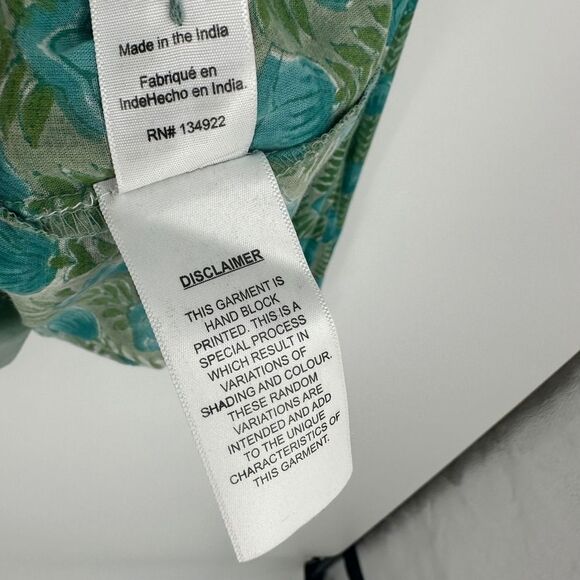 Made in the India
Fabriqué en
IndeHecho en India.
RN# 134922
DISCLAIMER
THIS GARMENT IS
HAND BLOCK
PRINTED. THIS IS A
SPECIAL PROCESS
WHICH RESULT IN
VARIATIONS OF
SHADING AND COLOUR.
THESE RANDOM
VARIATIONS ARE
INTENDED AND ADD
TO THE UNIQUE
CHARACTERISTICS OF
THIS GARMENT.